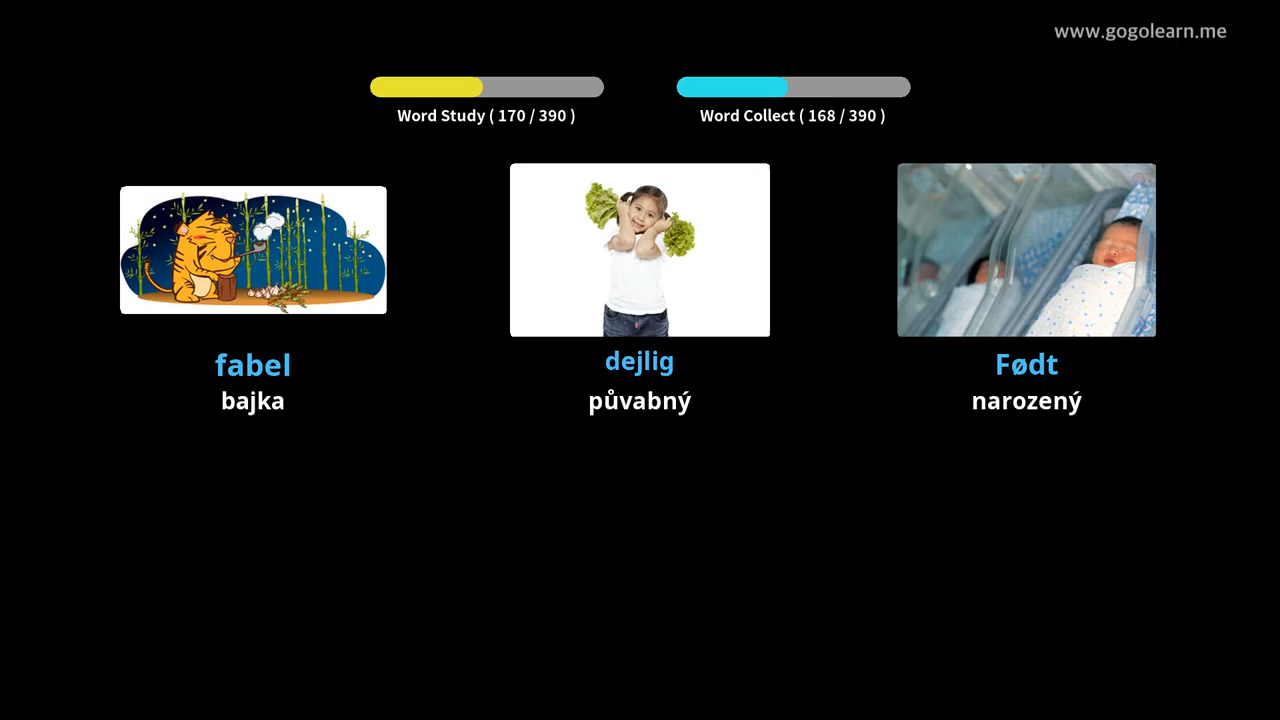 www.gogolearn.me
Word Study ( 170 / 390 )
Word Collect ( 168 / 390 )
fabel
bajka
dejlig
půvabný
Født
narozený